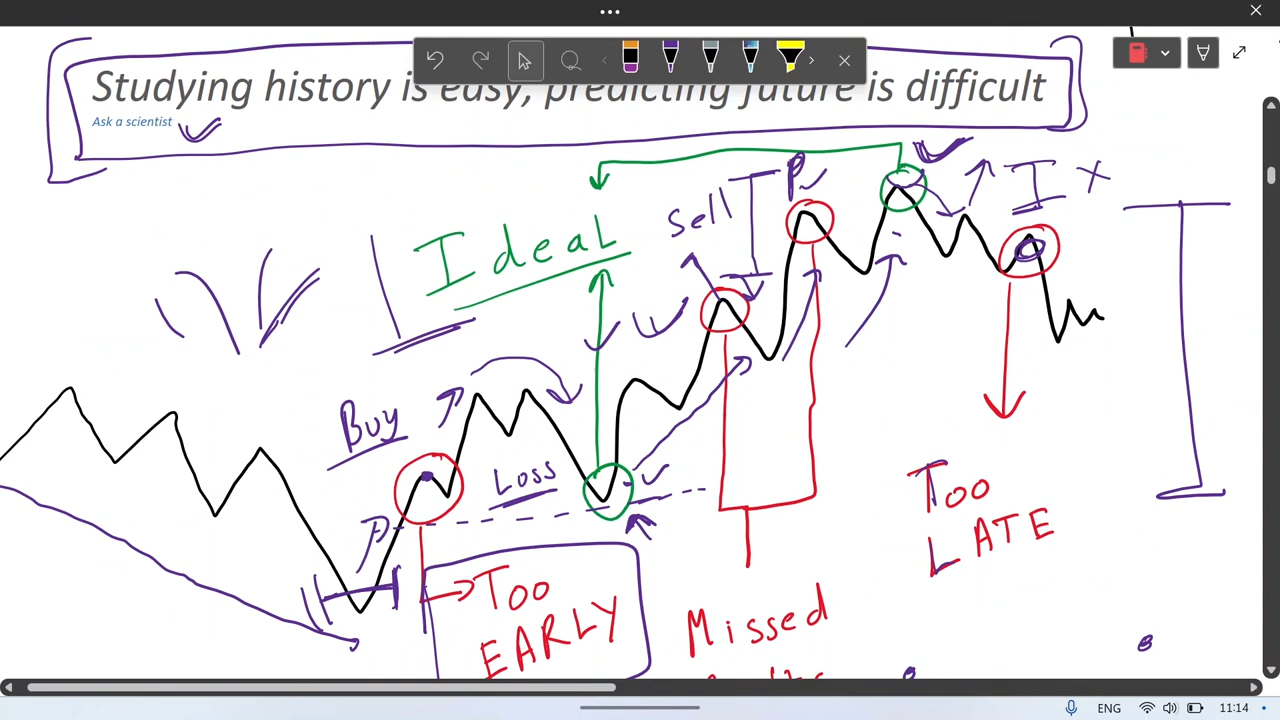 Studying history is easy, predicting future is difficult
Ask a scientist
Ideal
Sell
P
I
Buy
Loss
Too
EARLY
Missed
Too
LATE
ENG
11:14